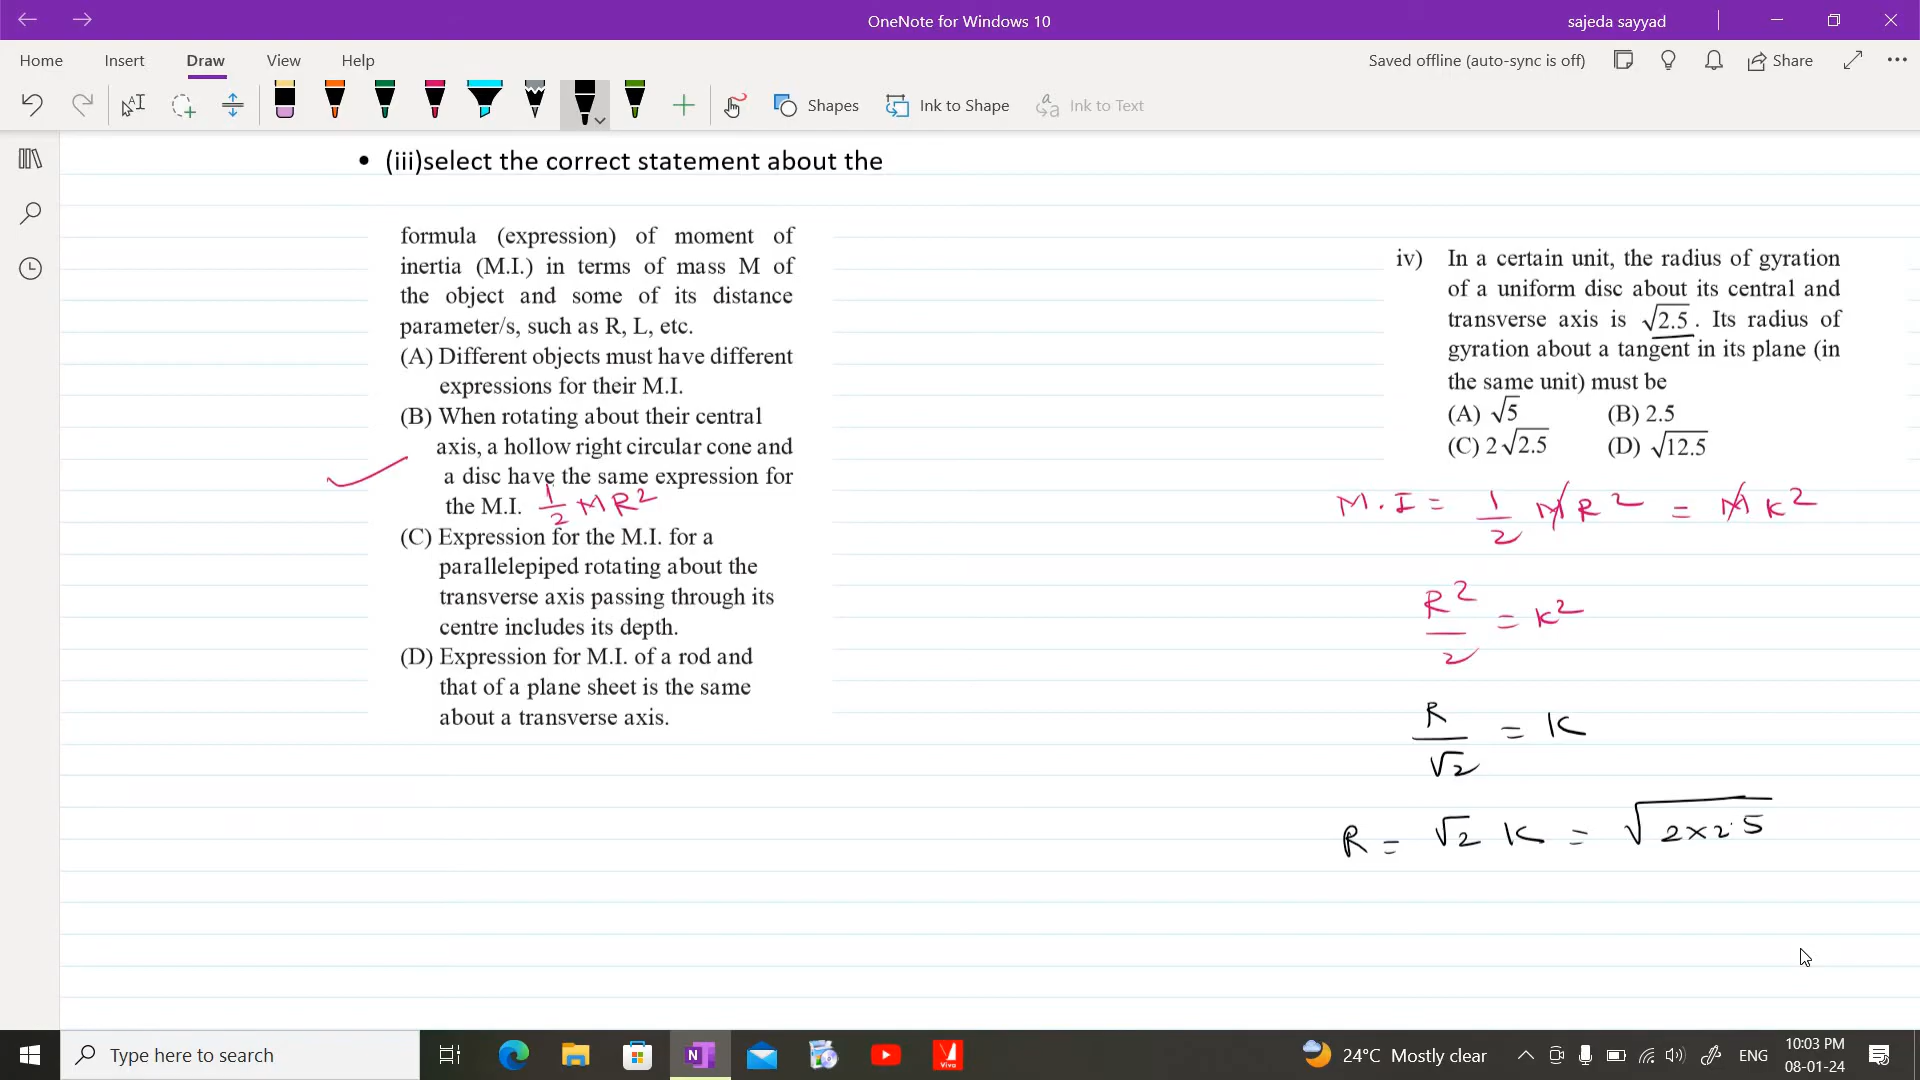 OneNote for Windows 10
sajeda sayyad
Home Insert Draw View Help
Saved offline (auto-sync is off)
Share
Shapes
Ink to Shape
Ink to Text
• (iii)select the correct statement about the
formula (expression) of moment of
inertia (M.I.) in terms of mass M of
the object and some of its distance
parameter/s, such as R, L, etc.
(A) Different objects must have different
expressions for their M.I.
(B) When rotating about their central
axis, a hollow right circular cone and
a disc have the same expression for
the M.I. 1/2 MR²
(C) Expression for the M.I. for a
parallelepiped rotating about the
transverse axis passing through its
centre includes its depth.
(D) Expression for M.I. of a rod and
that of a plane sheet is the same
about a transverse axis.
iv) In a certain unit, the radius of gyration
of a uniform disc about its central and
transverse axis is √2.5. Its radius of
gyration about a tangent in its plane (in
the same unit) must be
(A) √5 (B) 2.5
(C) 2√2.5 (D) √12.5
M.I = 1/2 MR² = MK²
R²/2 = K²
R/√2 = K
R = √2 K = √2×2.5
Type here to search
24°C Mostly clear
ENG
10:03 PM
08-01-24